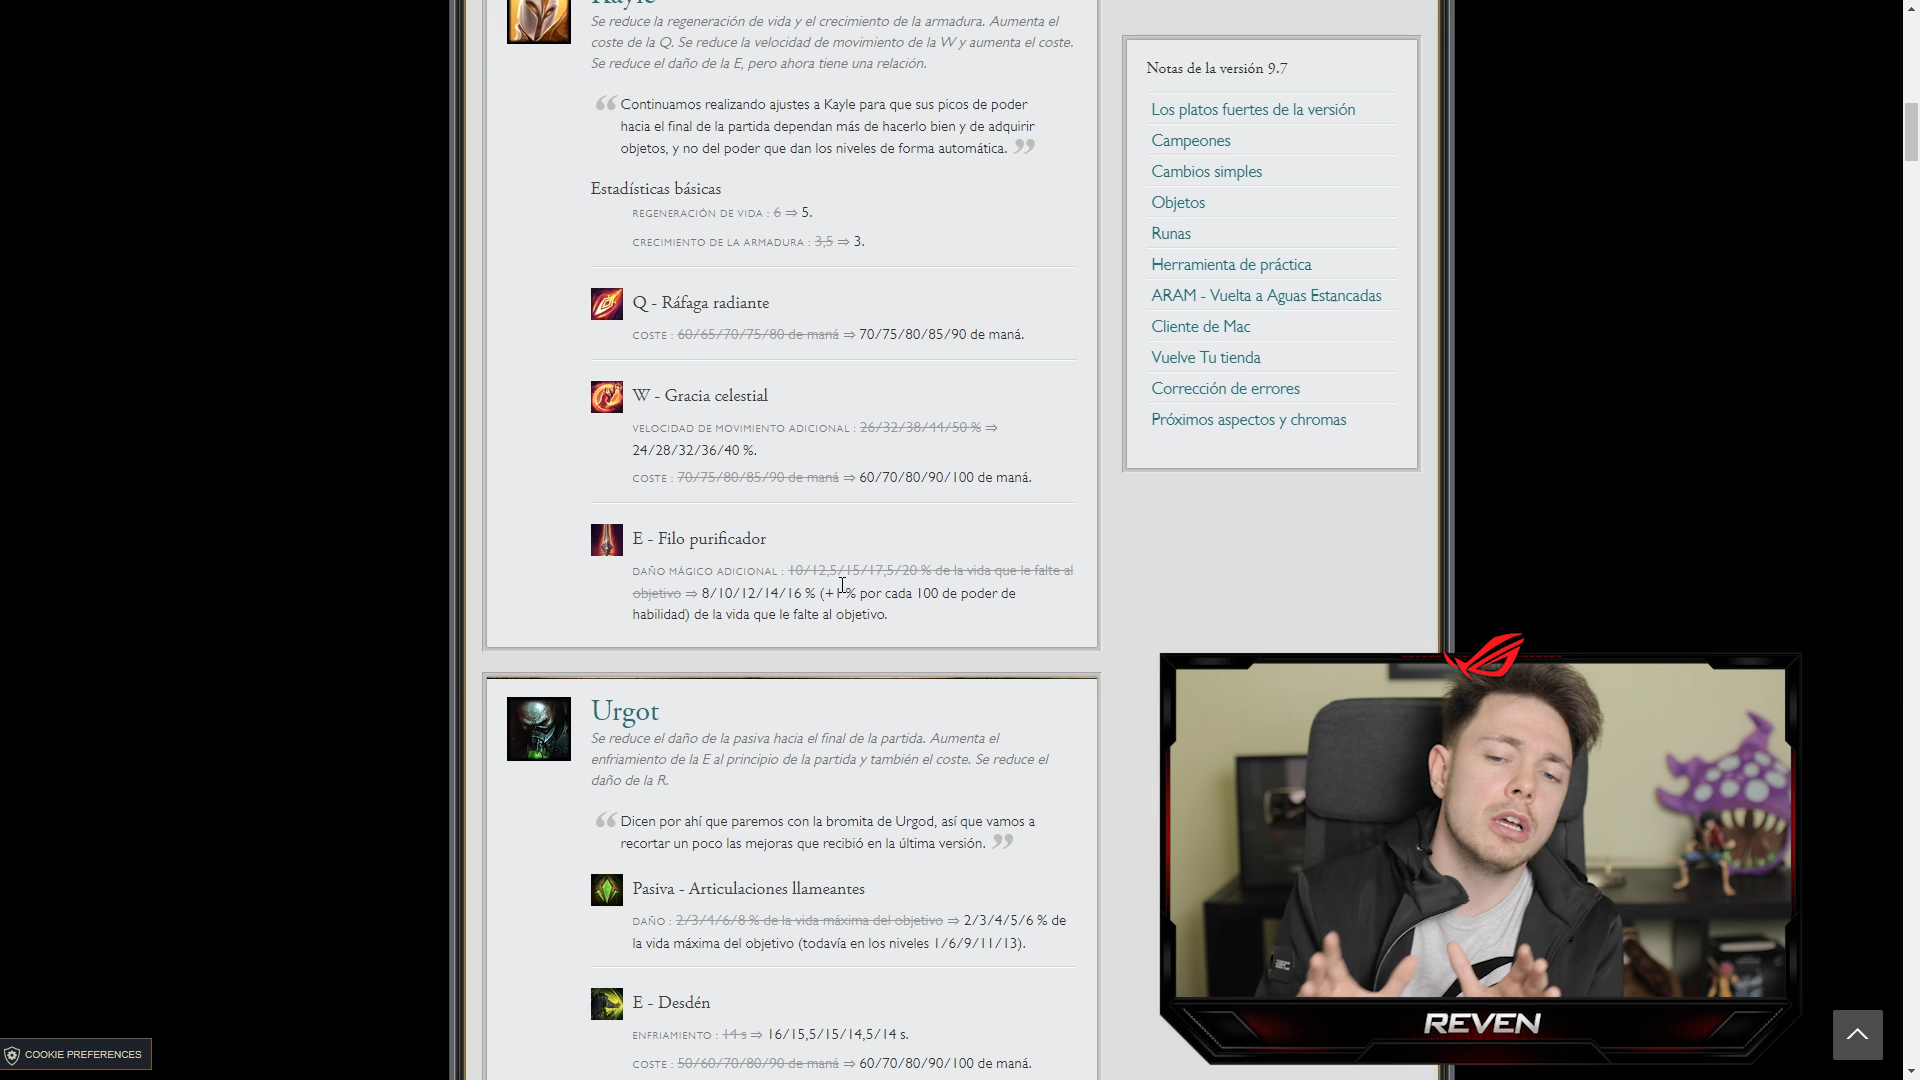 Kayle
Se reduce la regeneración de vida y el crecimiento de la armadura. Aumenta el
coste de la Q. Se reduce la velocidad de movimiento de la W y aumenta el coste.
Se reduce el daño de la E, pero ahora tiene una relación.
“ Continuamos realizando ajustes a Kayle para que sus picos de poder
hacia el final de la partida dependan más de hacerlo bien y de adquirir
objetos, y no del poder que dan los niveles de forma automática. ”
Estadísticas básicas
REGENERACIÓN DE VIDA : 6 ⇒ 5.
CRECIMIENTO DE LA ARMADURA : 3,5 ⇒ 3.
Q - Ráfaga radiante
COSTE : 60/65/70/75/80 de maná ⇒ 70/75/80/85/90 de maná.
W - Gracia celestial
VELOCIDAD DE MOVIMIENTO ADICIONAL : 26/32/38/44/50 % ⇒
24/28/32/36/40 %.
COSTE : 70/75/80/85/90 de maná ⇒ 60/70/80/90/100 de maná.
E - Filo purificador
DAÑO MÁGICO ADICIONAL : 10/12,5/15/17,5/20 % de la vida que le falte al
objetivo ⇒ 8/10/12/14/16 % (+1 % por cada 100 de poder de
habilidad) de la vida que le falte al objetivo.
Urgot
Se reduce el daño de la pasiva hacia el final de la partida. Aumenta el
enfriamiento de la E al principio de la partida y también el coste. Se reduce el
daño de la R.
“ Dicen por ahí que paremos con la bromita de Urgod, así que vamos a
recortar un poco las mejoras que recibió en la última versión. ”
Pasiva - Articulaciones llameantes
DAÑO : 2/3/4/6/8 % de la vida máxima del objetivo ⇒ 2/3/4/5/6 % de
la vida máxima del objetivo (todavía en los niveles 1/6/9/11/13).
E - Desdén
ENFRIAMIENTO : 14 s ⇒ 16/15,5/15/14,5/14 s.
COSTE : 50/60/70/80/90 de maná ⇒ 60/70/80/90/100 de maná.
Notas de la versión 9.7
Los platos fuertes de la versión
Campeones
Cambios simples
Objetos
Runas
Herramienta de práctica
ARAM - Vuelta a Aguas Estancadas
Cliente de Mac
Vuelve Tu tienda
Corrección de errores
Próximos aspectos y chromas
REVEN
COOKIE PREFERENCES